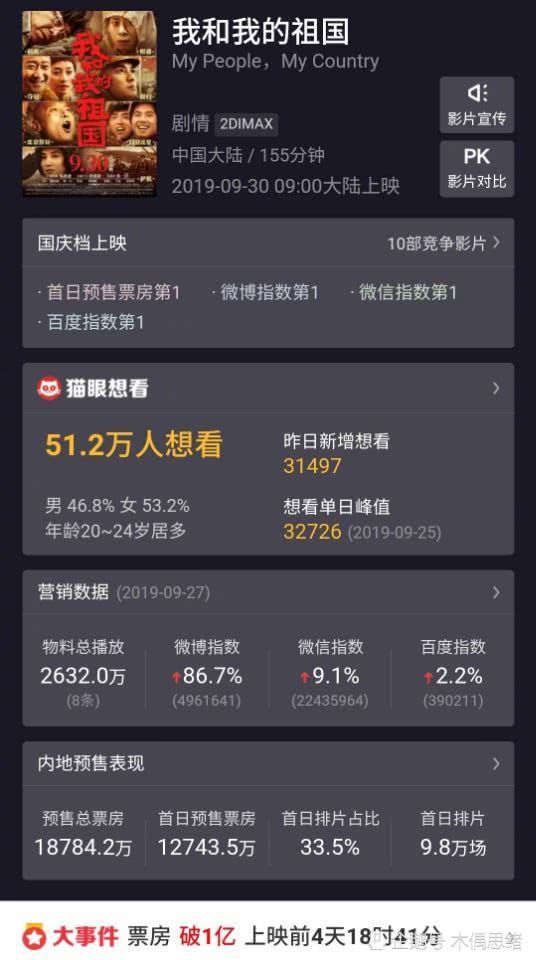 我和我的祖国
My People，My Country
剧情 2DIMAX
中国大陆 / 155分钟
2019-09-30 09:00大陆上映
影片宣传
PK
影片对比
我和我的祖国
9.30
国庆档上映 10部竞争影片
· 首日预售票房第1 · 微博指数第1 · 微信指数第1
· 百度指数第1
猫眼想看
51.2万人想看
昨日新增想看
31497
男 46.8% 女 53.2%
年龄20~24岁居多
想看单日峰值
32726 (2019-09-25)
营销数据 (2019-09-27)
物料总播放 微博指数 微信指数 百度指数
2632.0万 86.7% 9.1% 2.2%
(8条) (4961641) (22435964) (390211)
内地预售表现
预售总票房 首日预售票房 首日排片占比 首日排片
18784.2万 12743.5万 33.5% 9.8万场
大事件 票房 破1亿 上映前4天18时41分
企鹅号 木偶思绪